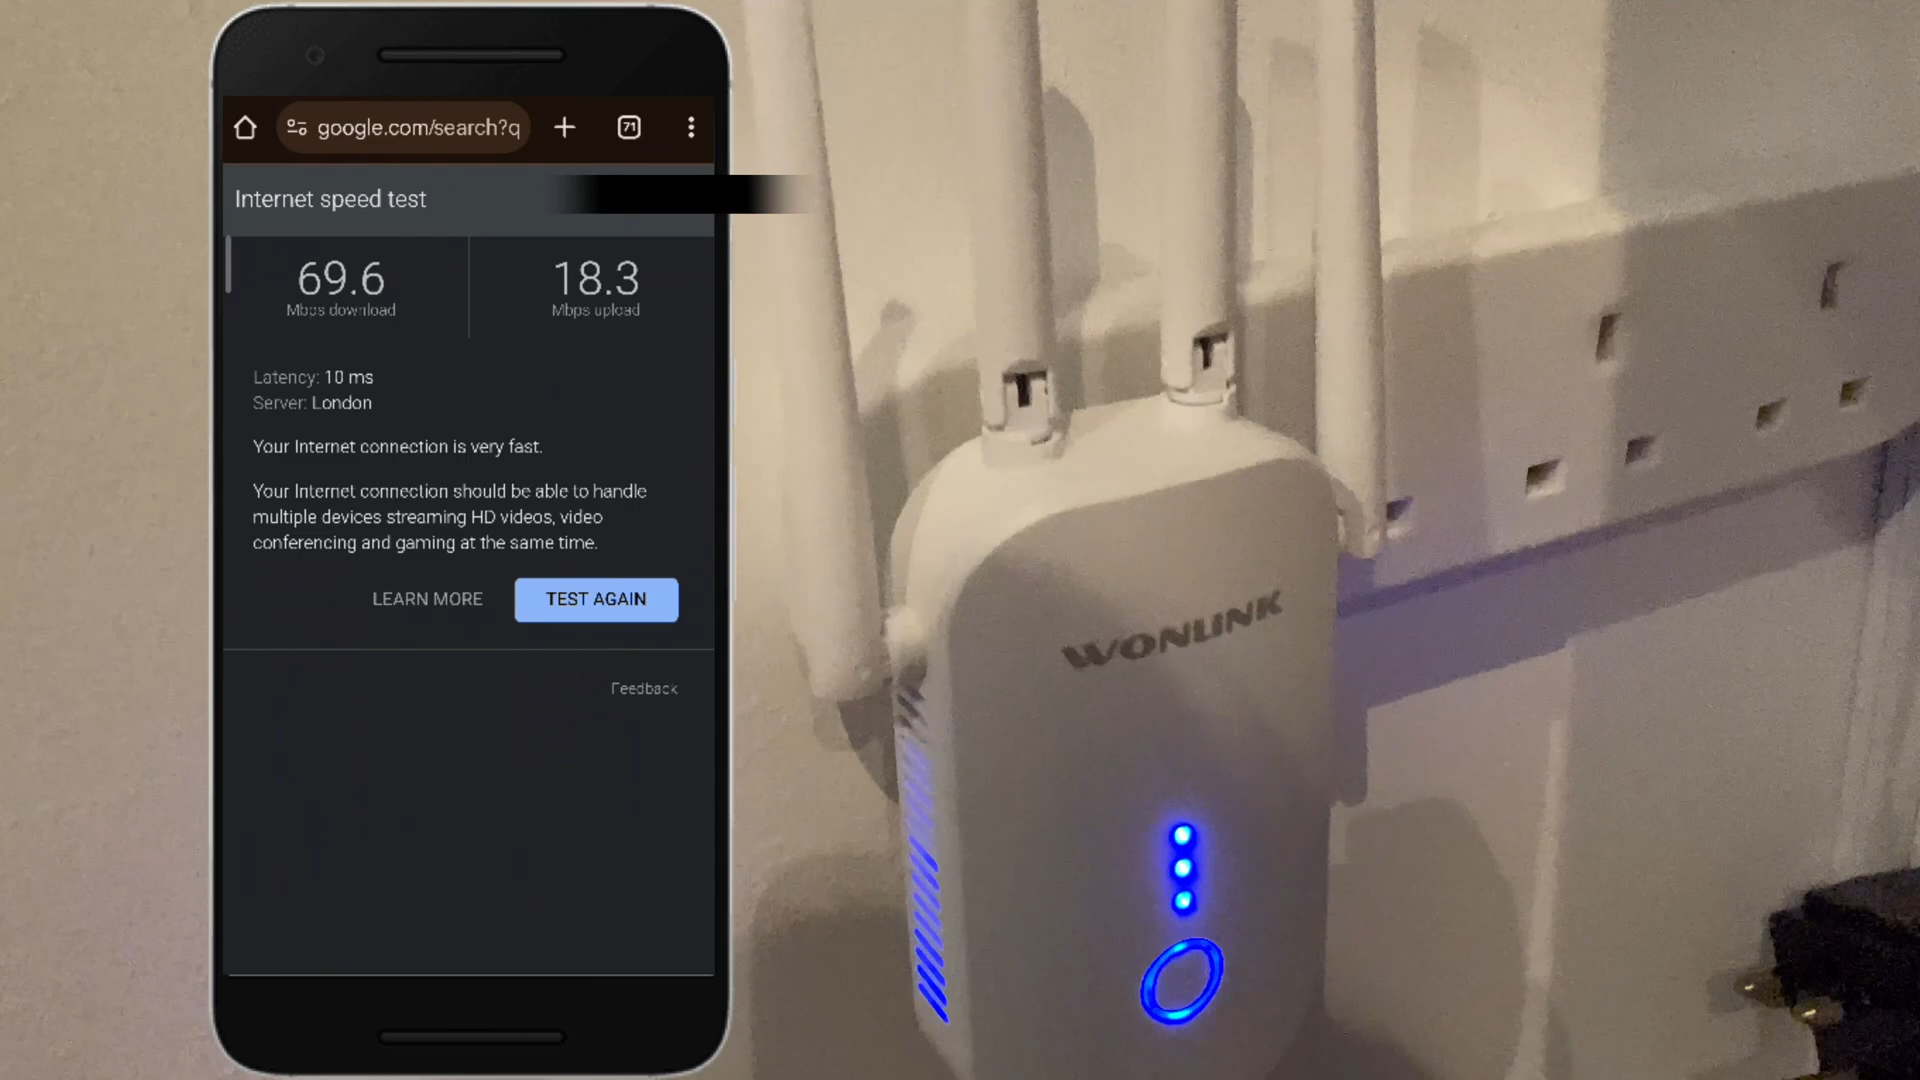 google.com/search?q
71
Internet speed test
69.6
Mbps download
18.3
Mbps upload
Latency: 10 ms
Server: London
Your Internet connection is very fast.
Your Internet connection should be able to handle
multiple devices streaming HD videos, video
conferencing and gaming at the same time.
LEARN MORE
TEST AGAIN
Feedback
WONLINK